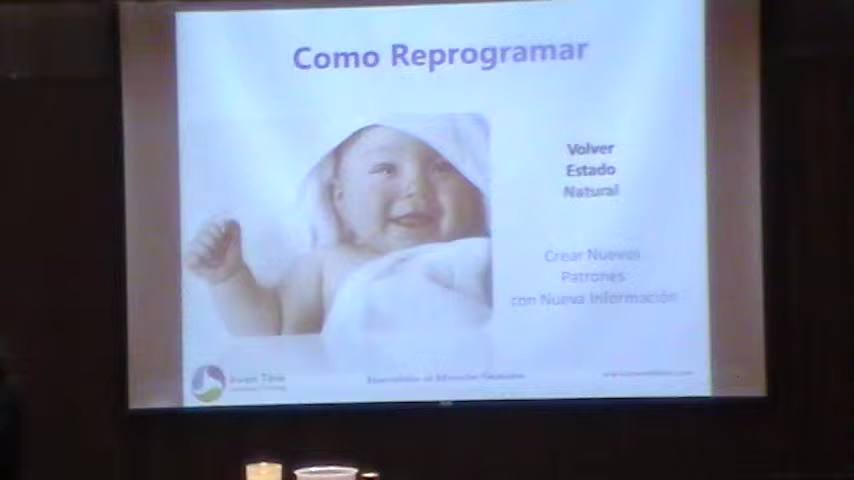 Como Reprogramar
Volver
Estado
Natural
Crear Nuevos
Patrones
con Nueva Información